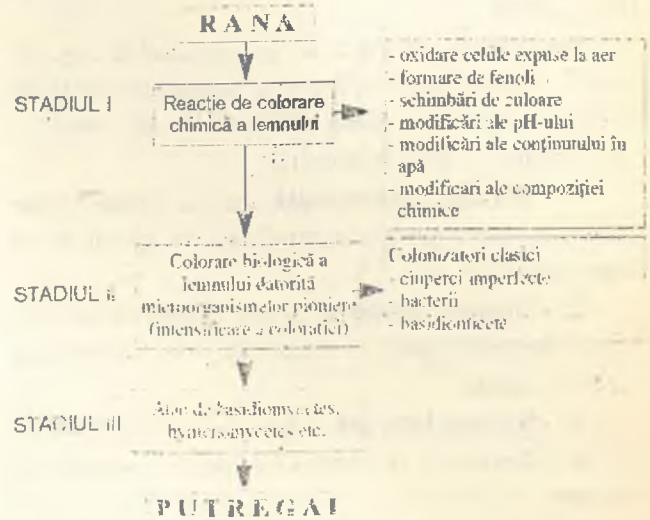 RANA
STADIUL I
Reactie de colorare
chimică a lemnului
- oxidare celule expuse la aer
- formare de fenoli
- schimbări de culoare
- modificări ale pH-ului
- modificări ale conținutului în
apă
- modificari ale compoziției
chimice
STADIUL II
Colorare biologică a
lemnului datorită
microorganismelor pioniere
(intensificare a colorației)
Colonizatori clasici
- ciuperci imperfecte
- bacterii
- basidiomicete
STADIUL III
Atac de basidiomycetes,
hymenomycetes etc.
PUTREGAI